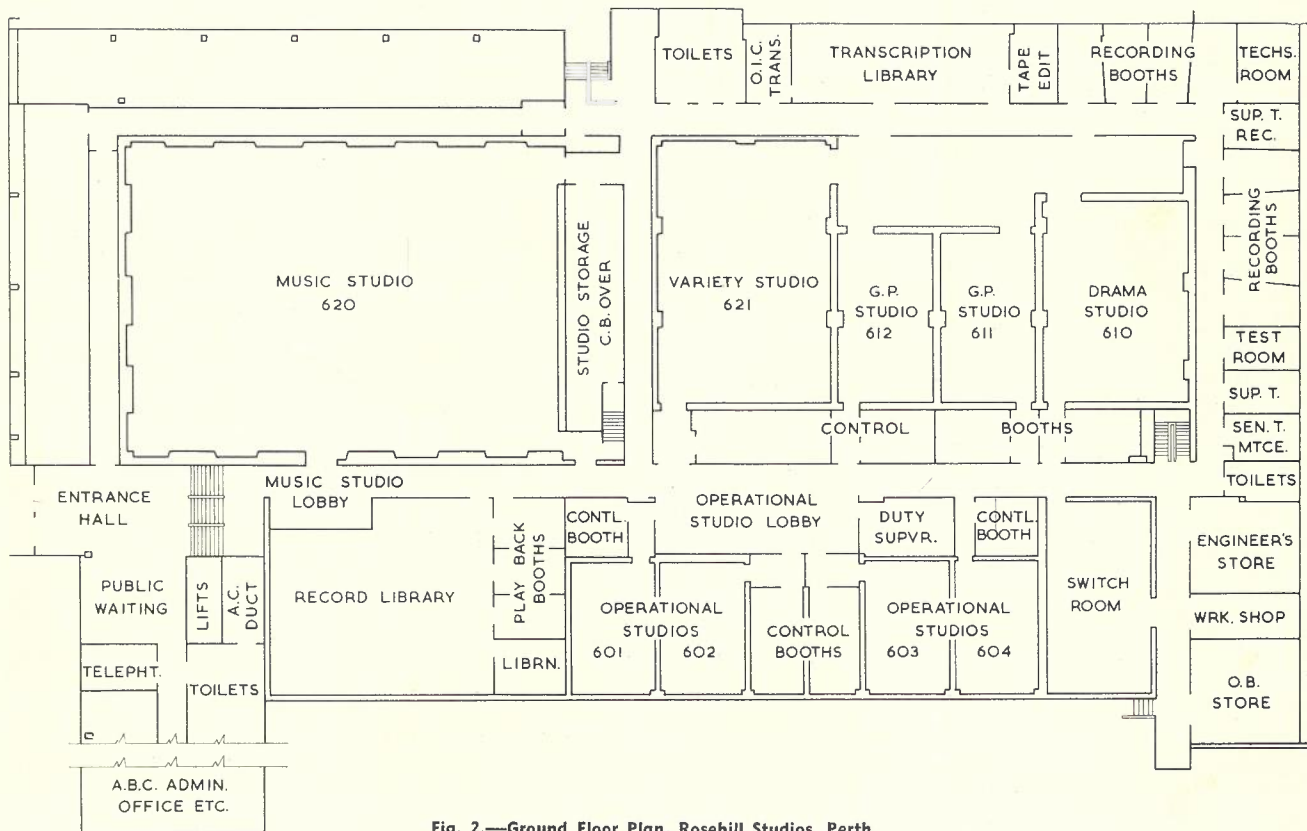 TOILETS
O.I.C.
TRANS.
TRANSCRIPTION
LIBRARY
TAPE
EDIT
RECORDING
BOOTHS
TECHS.
ROOM
SUP. T.
REC.
RECORDING
BOOTHS
MUSIC STUDIO
620
STUDIO STORAGE
C.B. OVER
VARIETY STUDIO
621
G.P.
STUDIO
612
G.P.
STUDIO
611
DRAMA
STUDIO
610
TEST
ROOM
SUP. T.
CONTROL BOOTHS
SEN. T.
MTCE.
TOILETS
ENTRANCE
HALL
MUSIC STUDIO
LOBBY
CONTL.
BOOTH
OPERATIONAL
STUDIO LOBBY
DUTY
SUPVR.
CONTL.
BOOTH
ENGINEER'S
STORE
PUBLIC
WAITING
LIFTS
A.C.
DUCT
RECORD LIBRARY
PLAY BACK
BOOTHS
OPERATIONAL
STUDIOS
601 602
CONTROL
BOOTHS
OPERATIONAL
STUDIOS
603 604
SWITCH
ROOM
WRK. SHOP
TELEPHT.
TOILETS
LIBRN.
O.B.
STORE
A.B.C. ADMIN.
OFFICE ETC.
Fig. 2.—Ground Floor Plan, Rosehill Studios, Perth.